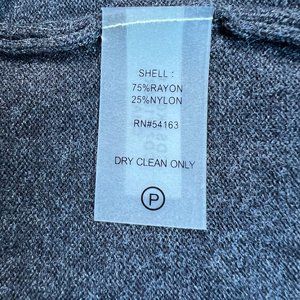 SHELL :
75%RAYON
25%NYLON
RN#54163
DRY CLEAN ONLY
P